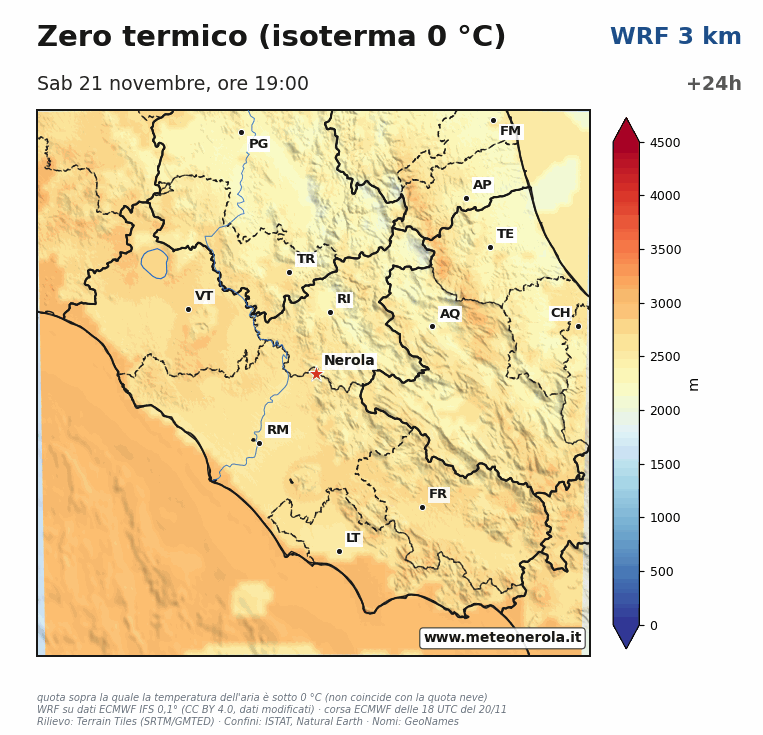 Zero termico (isoterma 0 °C)
WRF 3 km
Sab 21 novembre, ore 19:00
+24h
FM
PG
AP
TE
TR
VT
RI
AQ
CH
Nerola
RM
FR
LT
www.meteonerola.it
4500
4000
3500
3000
2500
2000
1500
1000
500
0
m
quota sopra la quale la temperatura dell'aria è sotto 0 °C (non coincide con la quota neve)
WRF su dati ECMWF IFS 0,1° (CC BY 4.0, dati modificati) · corsa ECMWF delle 18 UTC del 20/11
Rilievo: Terrain Tiles (SRTM/GMTED) · Confini: ISTAT, Natural Earth · Nomi: GeoNames